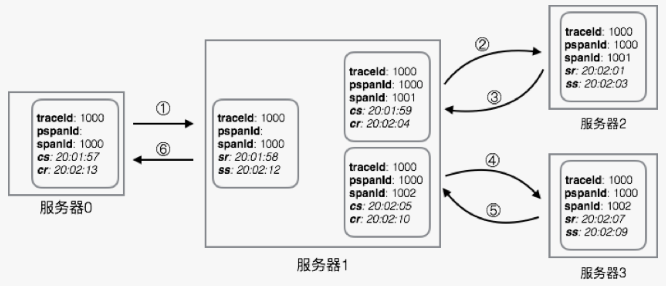 traceId: 1000
pspanId:
spanId: 1000
cs: 20:01:57
cr: 20:02:13
服务器0
①
⑥
traceId: 1000
pspanId:
spanId: 1000
sr: 20:01:58
ss: 20:02:12
traceId: 1000
pspanId: 1000
spanId: 1001
cs: 20:01:59
cr: 20:02:04
traceId: 1000
pspanId: 1000
spanId: 1002
cs: 20:02:05
cr: 20:02:10
服务器1
②
③
traceId: 1000
pspanId: 1000
spanId: 1001
sr: 20:02:01
ss: 20:02:03
服务器2
④
⑤
traceId: 1000
pspanId: 1000
spanId: 1002
sr: 20:02:07
ss: 20:02:09
服务器3